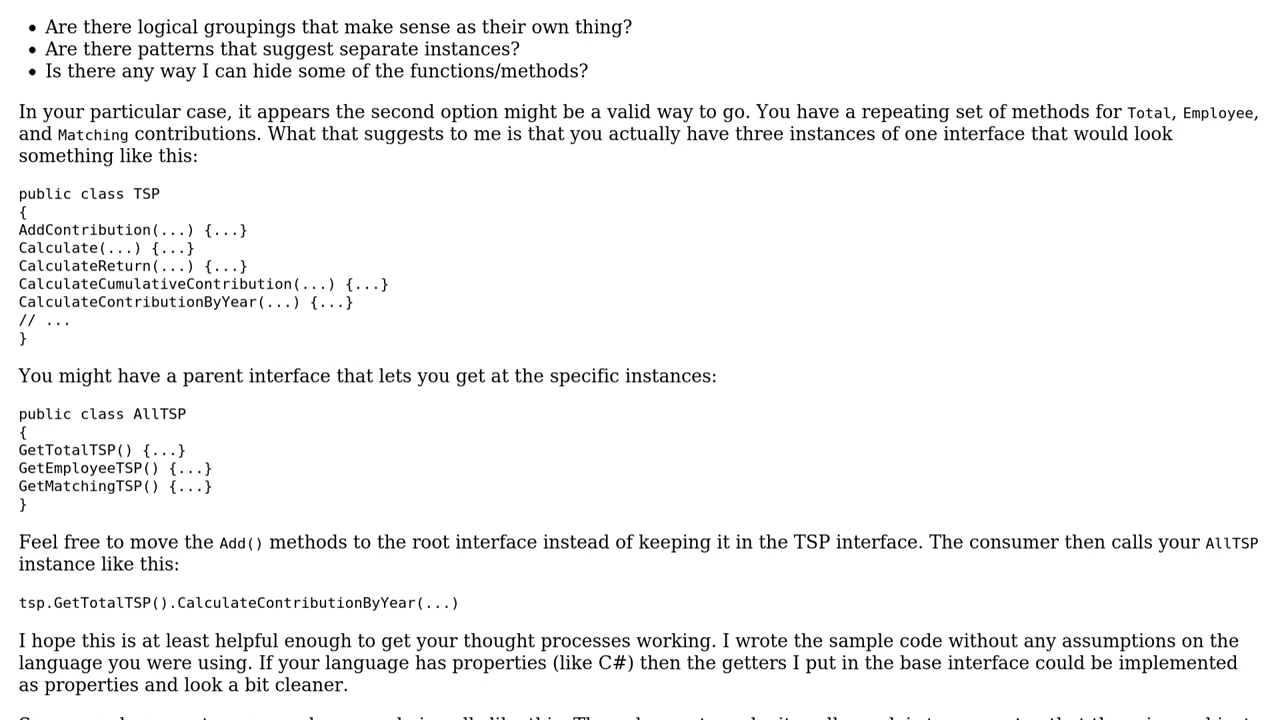 • Are there logical groupings that make sense as their own thing?
• Are there patterns that suggest separate instances?
• Is there any way I can hide some of the functions/methods?
In your particular case, it appears the second option might be a valid way to go. You have a repeating set of methods for Total, Employee,
and Matching contributions. What that suggests to me is that you actually have three instances of one interface that would look
something like this:
public class TSP
{
AddContribution(...) {...}
Calculate(...) {...}
CalculateReturn(...) {...}
CalculateCumulativeContribution(...) {...}
CalculateContributionByYear(...) {...}
// ...
}
You might have a parent interface that lets you get at the specific instances:
public class AllTSP
{
GetTotalTSP() {...}
GetEmployeeTSP() {...}
GetMatchingTSP() {...}
}
Feel free to move the Add() methods to the root interface instead of keeping it in the TSP interface. The consumer then calls your AllTSP
instance like this:
tsp.GetTotalTSP().CalculateContributionByYear(...)
I hope this is at least helpful enough to get your thought processes working. I wrote the sample code without any assumptions on the
language you were using. If your language has properties (like C#) then the getters I put in the base interface could be implemented
as properties and look a bit cleaner.